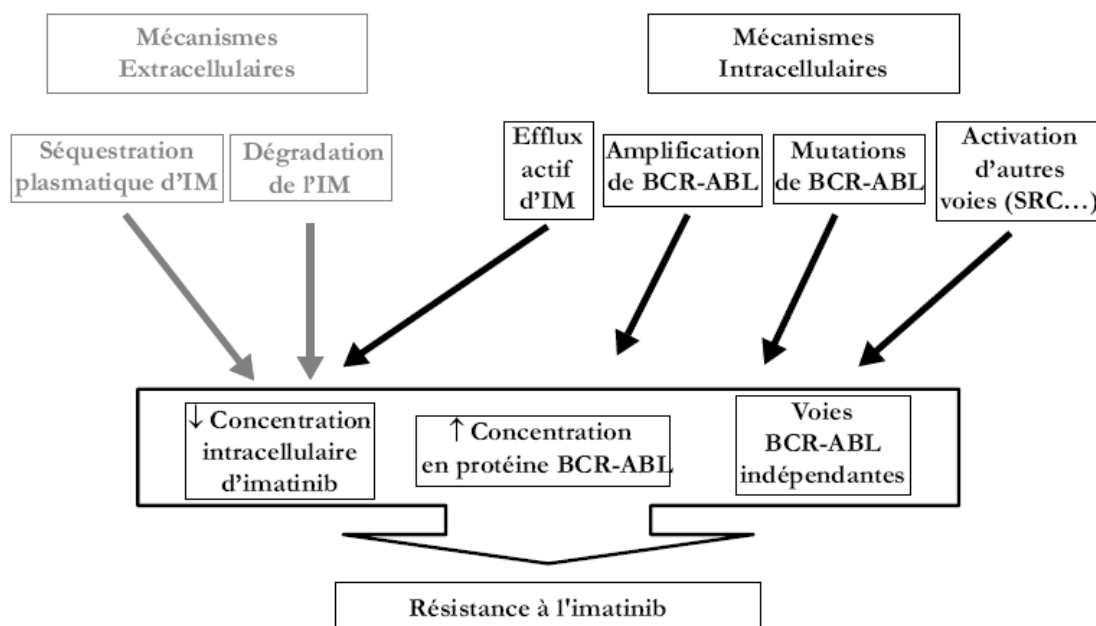 Mécanismes
Extracellulaires
Mécanismes
Intracellulaires
Séquestration
plasmatique d'IM
Dégradation
de l'IM
Efflux
actif
d'IM
Amplification
de BCR-ABL
Mutations
de BCR-ABL
Activation
d'autres
voies (SRC…)
↓ Concentration
intracellulaire
d'imatinib
↑ Concentration
en protéine BCR-ABL
Voies
BCR-ABL
indépendantes
Résistance à l'imatinib